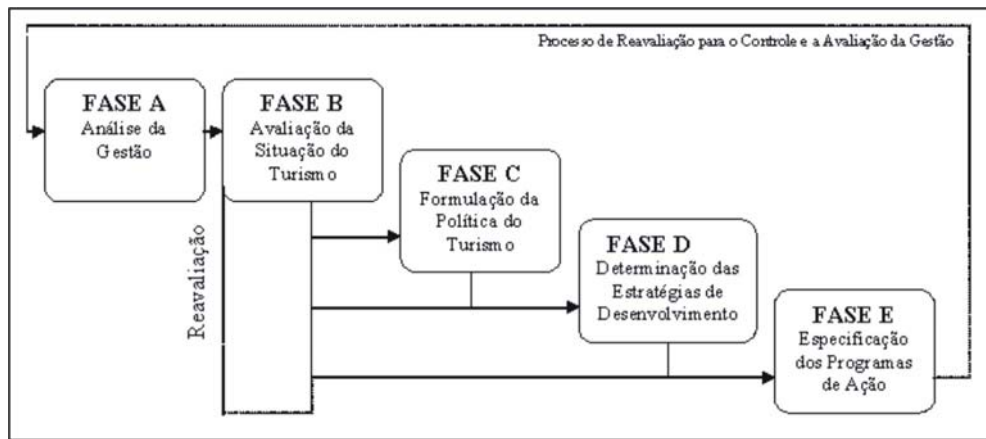 Processo de Reavaliação para o Controle e a Avaliação da Gestão
FASE A
Análise da
Gestão
FASE B
Avaliação da
Situação do
Turismo
FASE C
Formulação da
Política do
Turismo
FASE D
Determinação das
Estratégias de
Desenvolvimento
FASE E
Especificação
dos Programas
de Ação
Reavaliação